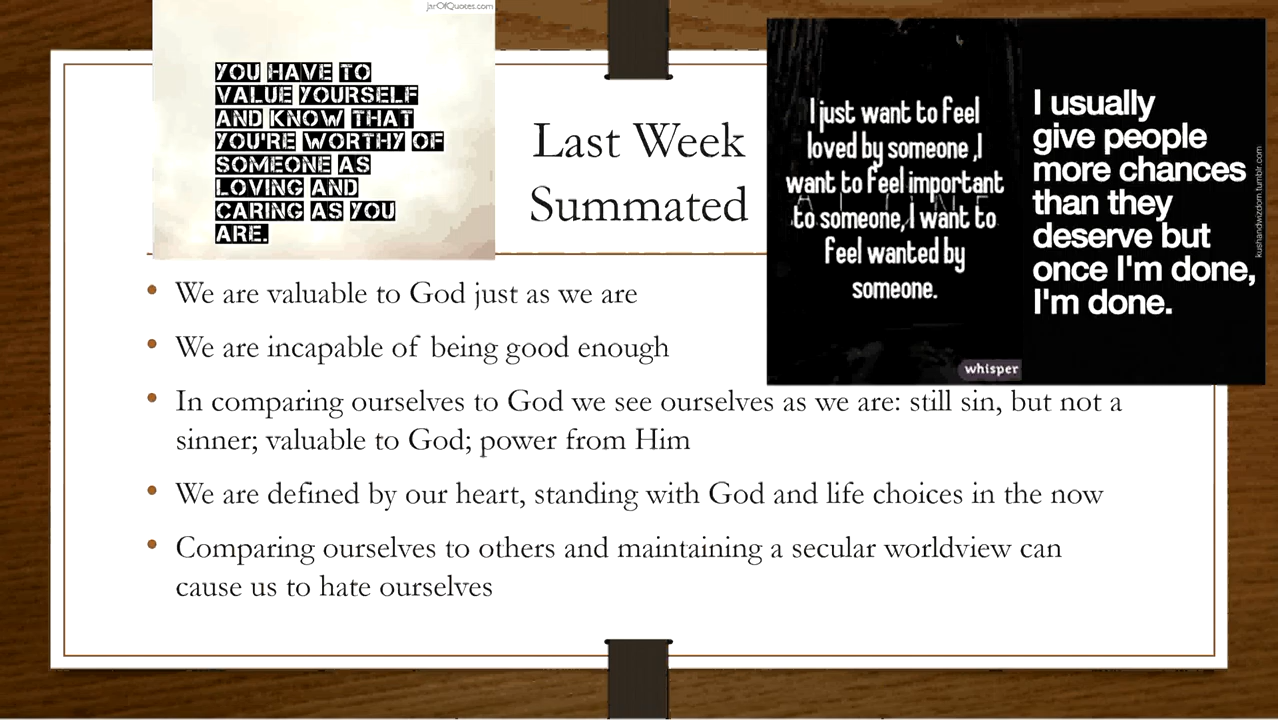 JarOfQuotes.com
YOU HAVE TO
VALUE YOURSELF
AND KNOW THAT
YOU'RE WORTHY OF
SOMEONE AS
LOVING AND
CARING AS YOU
ARE.
Last Week
Summated
I just want to feel
loved by someone ,I
want to feel important
to someone, I want to
feel wanted by
someone.
whisper
I usually
give people
more chances
than they
deserve but
once I'm done,
I'm done.
kushandwizdom.tumblr.com
• We are valuable to God just as we are
• We are incapable of being good enough
• In comparing ourselves to God we see ourselves as we are: still sin, but not a
sinner; valuable to God; power from Him
• We are defined by our heart, standing with God and life choices in the now
• Comparing ourselves to others and maintaining a secular worldview can
cause us to hate ourselves